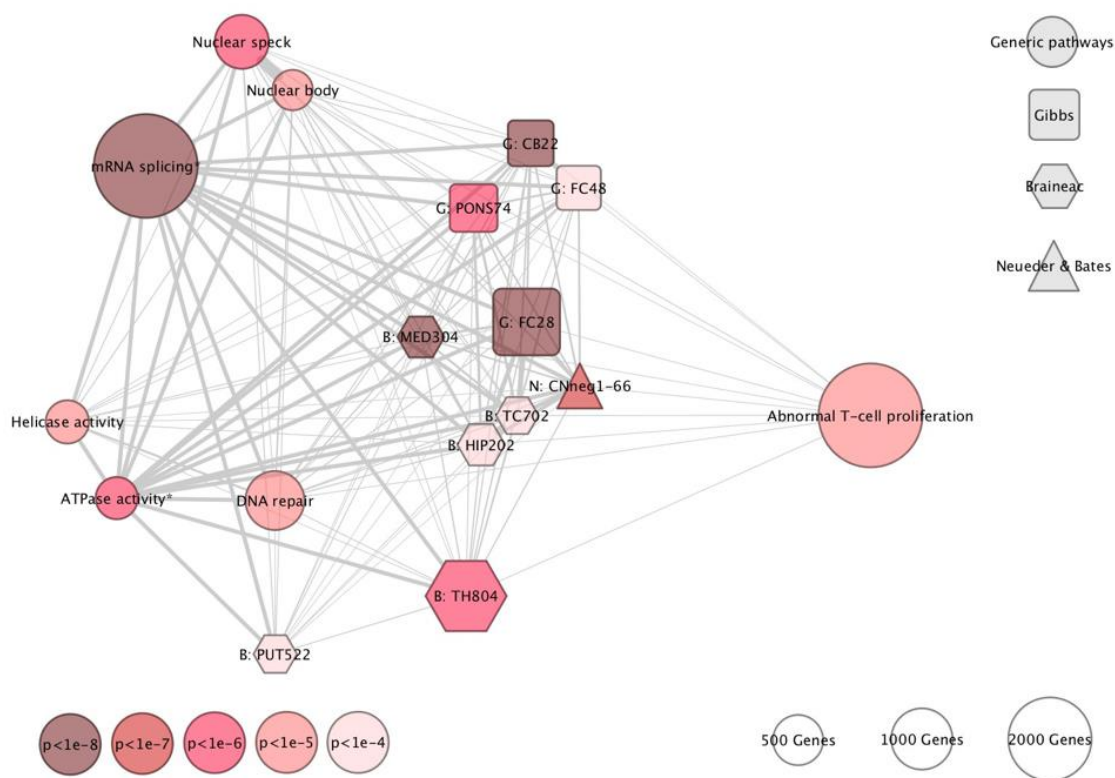 Nuclear speck
Generic pathways
Nuclear body
Gibbs
G: CB22
mRNA splicing*
G: FC48
Braineac
G: PONS74
Neueder & Bates
G: FC28
B: MED304
N: CNneg1-66
B: TC702
Abnormal T-cell proliferation
Helicase activity
B: HIP202
ATPase activity*
DNA repair
B: TH804
B: PUT522
p<1e-8
p<1e-7
p<1e-6
p<1e-5
p<1e-4
500 Genes
1000 Genes
2000 Genes